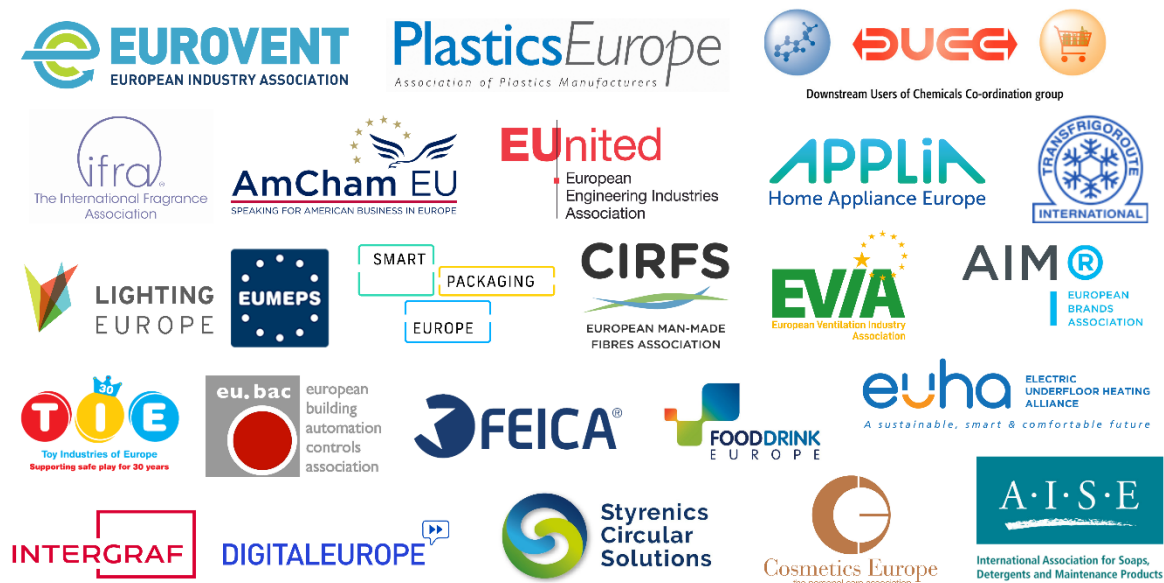 EUROVENT
EUROPEAN INDUSTRY ASSOCIATION
PlasticsEurope
Association of Plastics Manufacturers
DUCC
Downstream Users of Chemicals Co-ordination group
ifra
The International Fragrance
Association
AmCham EU
SPEAKING FOR AMERICAN BUSINESS IN EUROPE
EUnited
European
Engineering Industries
Association
APPLiA
Home Appliance Europe
TRANSFRIGOROUTE
INTERNATIONAL
LIGHTING
EUROPE
EUMEPS
SMART
PACKAGING
EUROPE
CIRFS
EUROPEAN MAN-MADE
FIBRES ASSOCIATION
EVIA
European Ventilation Industry
Association
AIM®
EUROPEAN
BRANDS
ASSOCIATION
30
TIE
Toy Industries of Europe
Supporting safe play for 30 years
eu.bac
european
building
automation
controls
association
FEICA®
FOODDRINK
EUROPE
euha
ELECTRIC
UNDERFLOOR HEATING
ALLIANCE
A sustainable, smart & comfortable future
INTERGRAF
DIGITALEUROPE
Styrenics
Circular
Solutions
Cosmetics Europe
the personal care association
A·I·S·E
International Association for Soaps,
Detergents and Maintenance Products